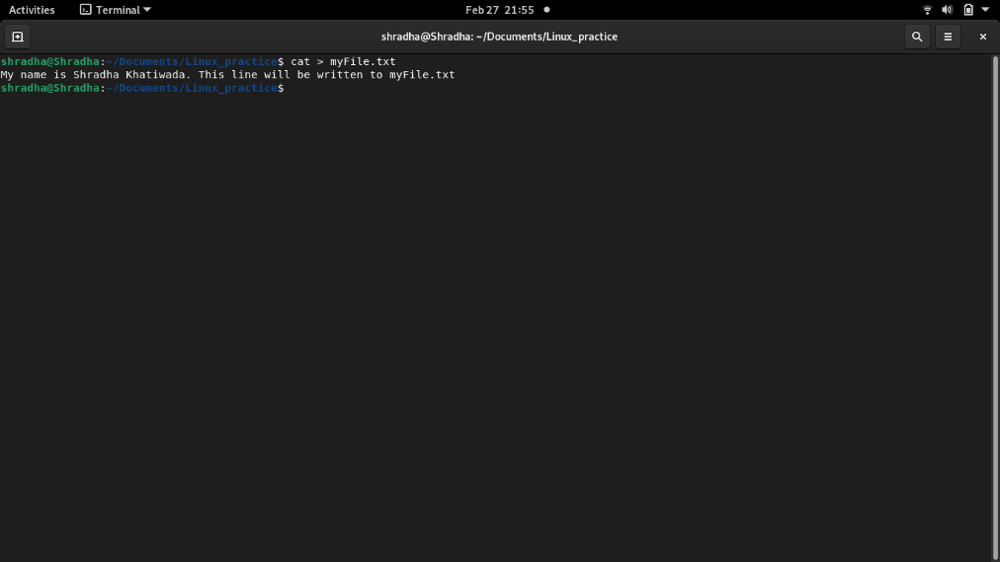 Activities Terminal Feb 27 21:55
shradha@Shradha: ~/Documents/Linux_practice
shradha@Shradha:~/Documents/Linux_practice$ cat > myFile.txt
My name is Shradha Khatiwada. This line will be written to myFile.txt
shradha@Shradha:~/Documents/Linux_practice$